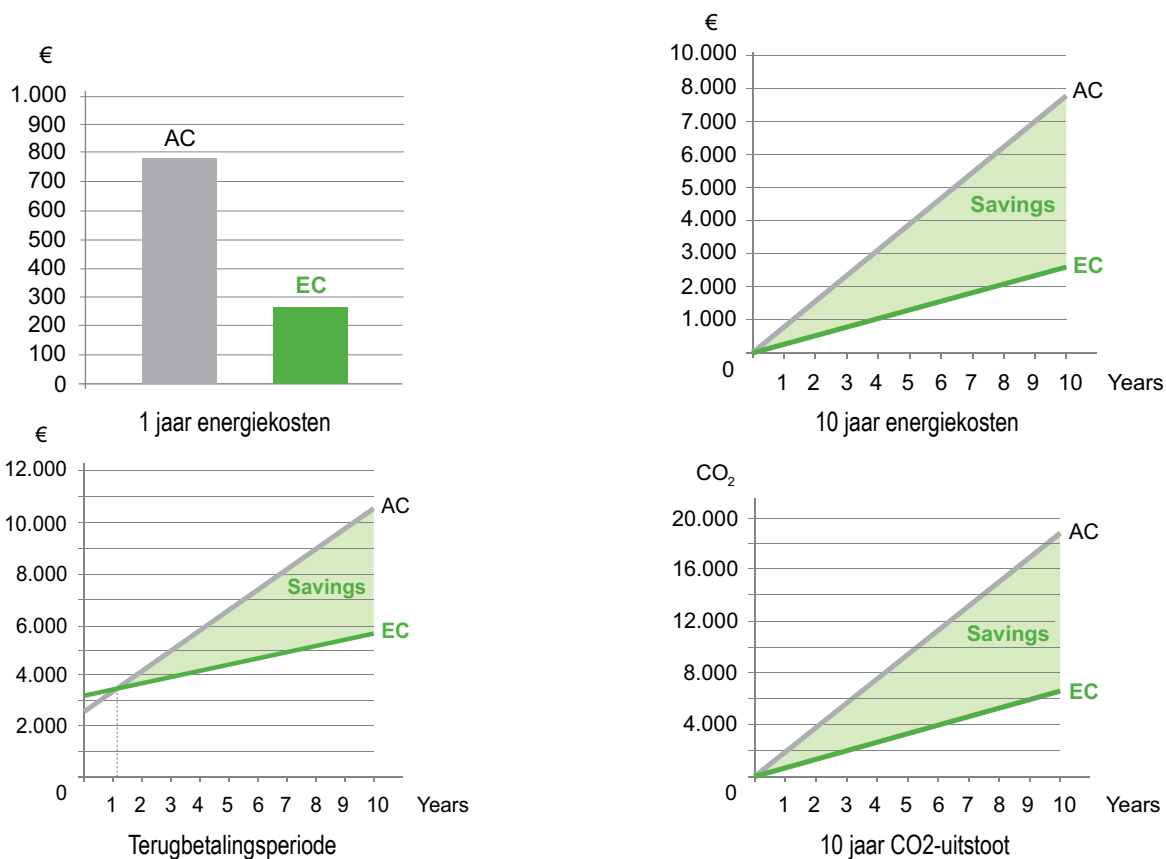 €
1.000
900
800
700
600
500
400
300
200
100
0
AC
EC
1 jaar energiekosten
€
10.000
8.000
7.000
6.000
5.000
4.000
3.000
2.000
1.000
0
AC
Savings
EC
1 2 3 4 5 6 7 8 9 10 Years
10 jaar energiekosten
€
12.000
10.000
8.000
6.000
4.000
2.000
0
AC
Savings
EC
1 2 3 4 5 6 7 8 9 10 Years
Terugbetalingsperiode
CO₂
20.000
16.000
12.000
8.000
4.000
0
AC
Savings
EC
1 2 3 4 5 6 7 8 9 10 Years
10 jaar CO2-uitstoot